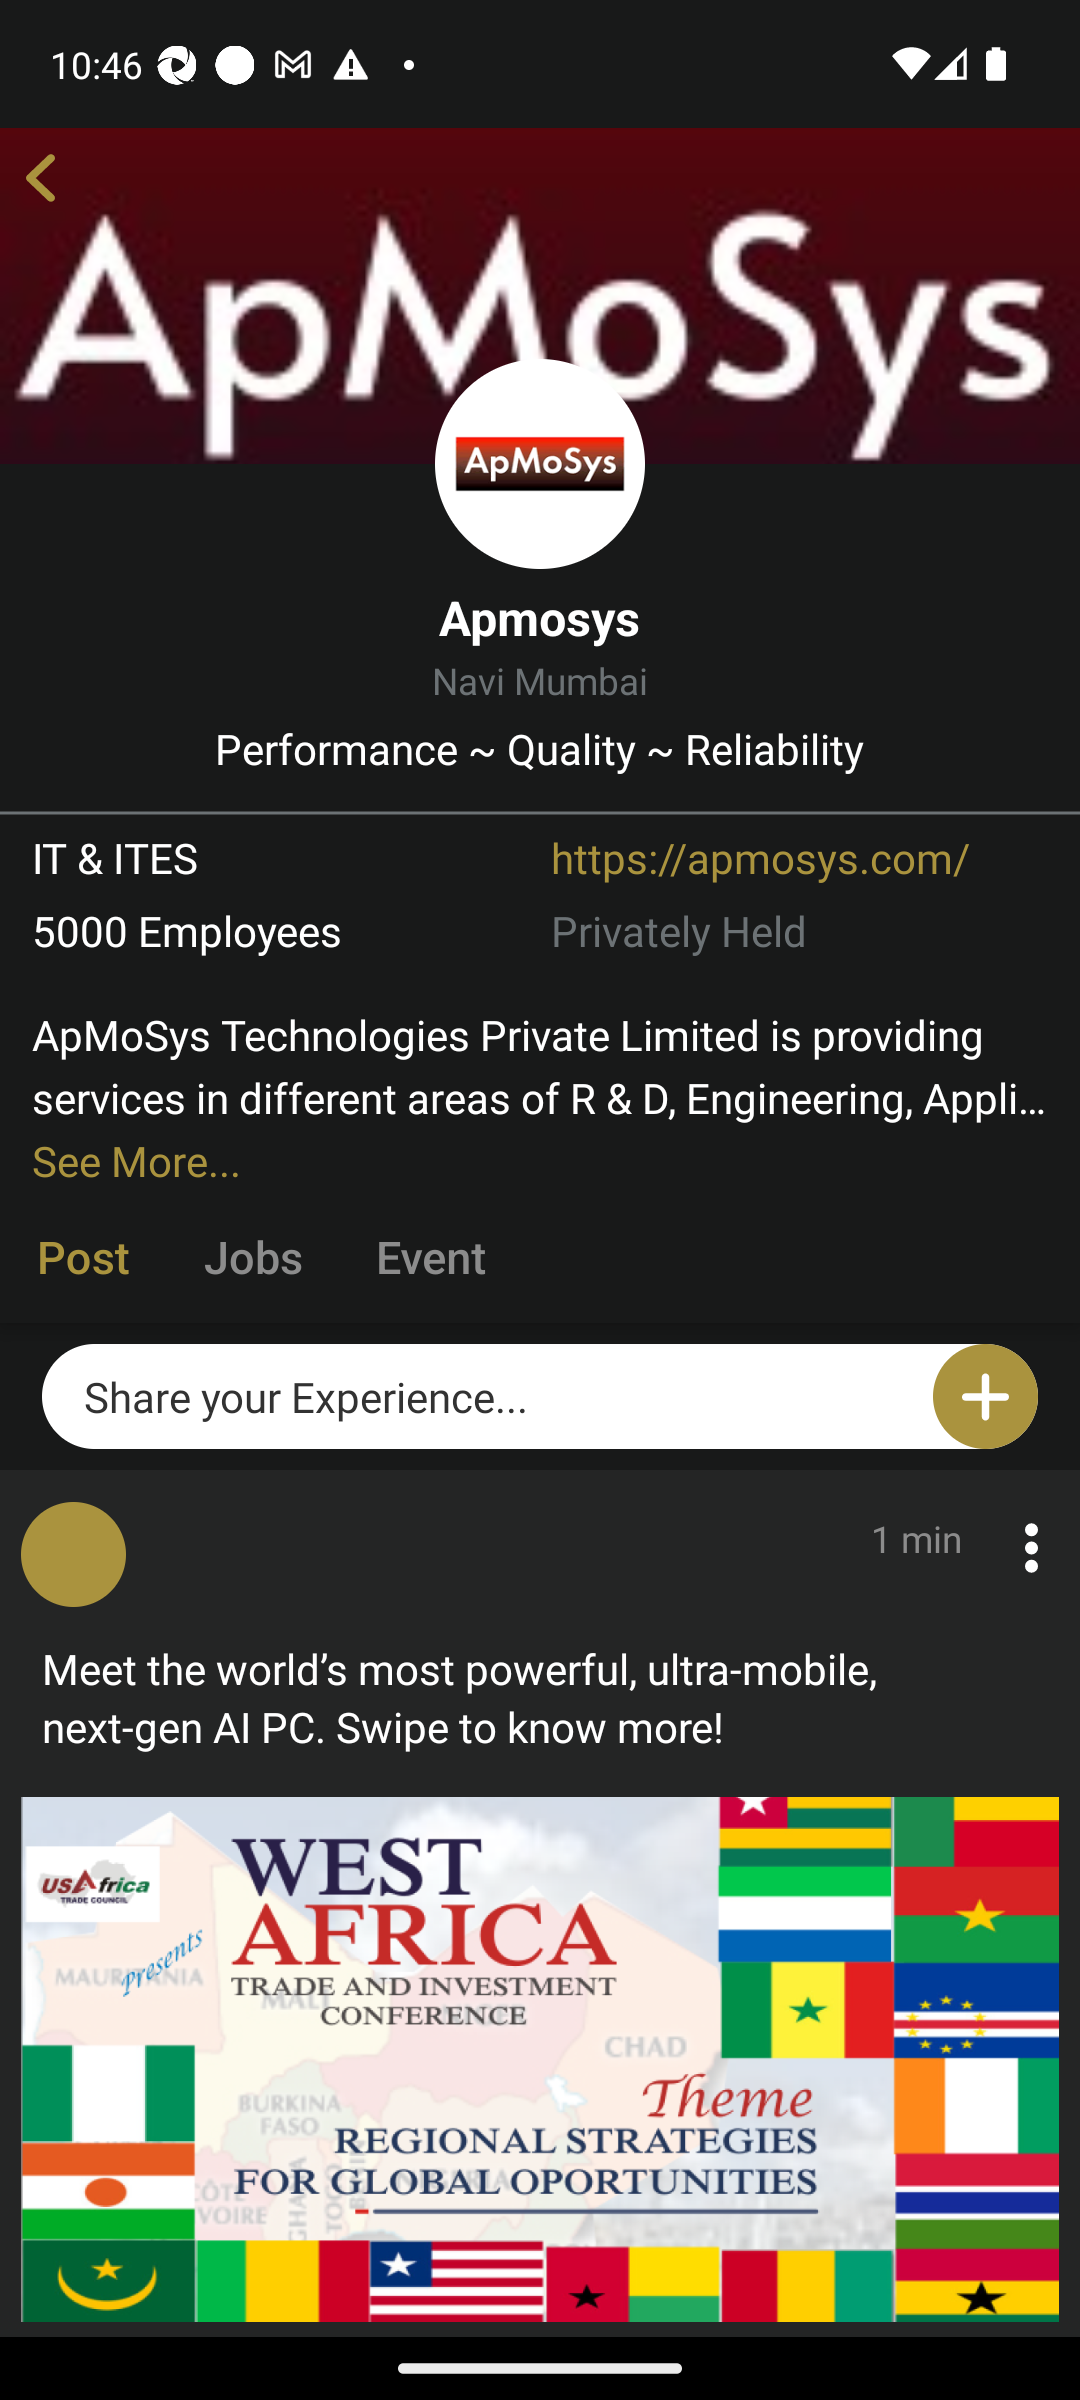 10:46
ApMoSys
ApMoSys
Apmosys
Navi Mumbai
Performance ~ Quality ~ Reliability
IT & ITES
https://apmosys.com/
5000 Employees
Privately Held
ApMoSys Technologies Private Limited is providing
services in different areas of R & D, Engineering, Appli…
See More...
Post Jobs Event
Share your Experience...
1 min
Meet the world’s most powerful, ultra-mobile,
next-gen AI PC. Swipe to know more!
USAfrica
TRADE COUNCIL
presents
WEST
AFRICA
TRADE AND INVESTMENT
CONFERENCE
MAURITANIA
MALI
CHAD
BURKINA
FASO
Theme
REGIONAL STRATEGIES
FOR GLOBAL OPORTUNITIES
CÔTE
VOIRE
GHANA
TOGO